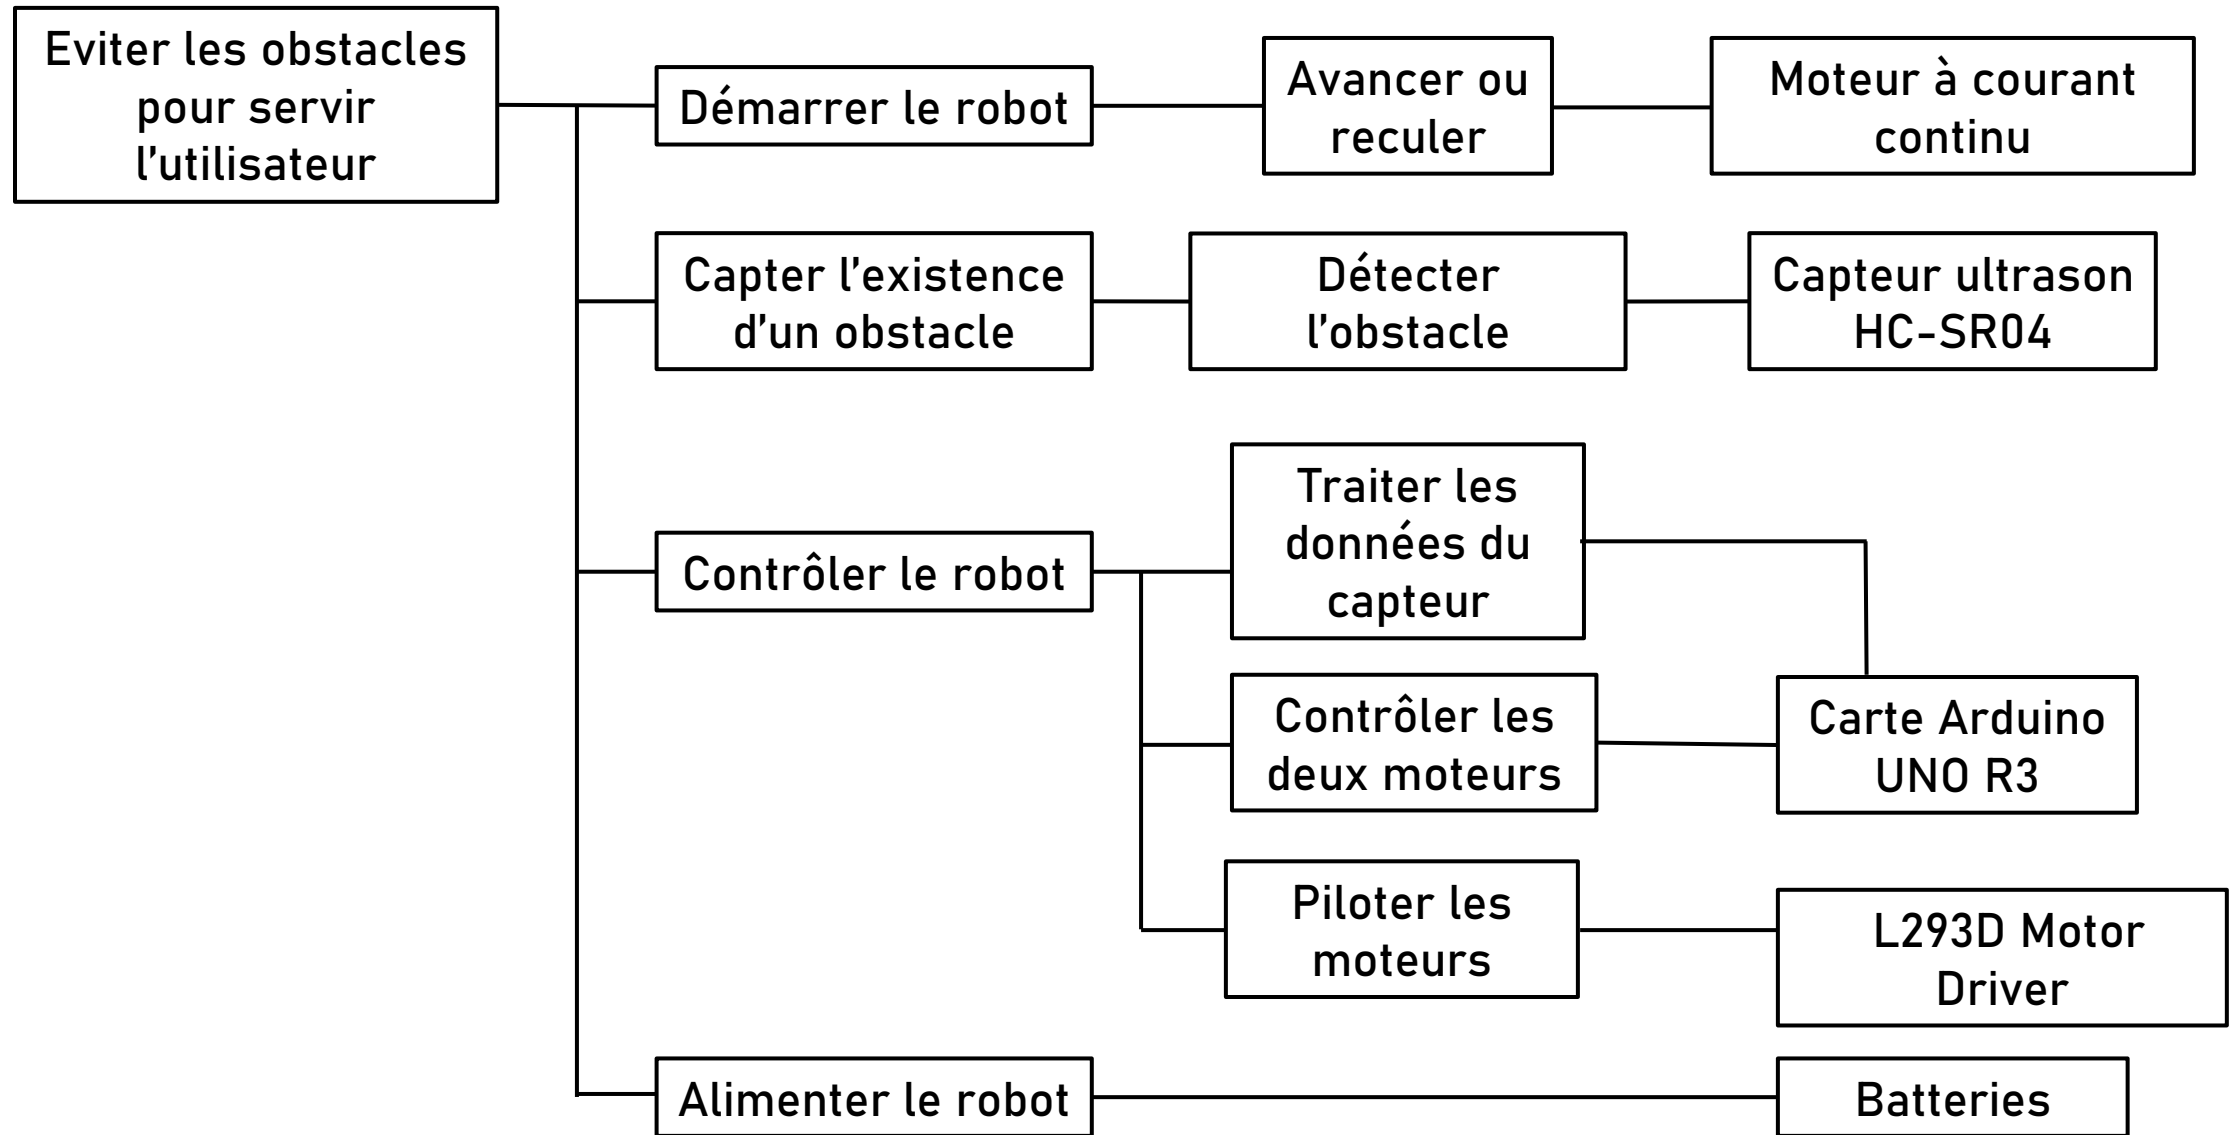 Eviter les obstacles
pour servir
l'utilisateur
Démarrer le robot
Avancer ou
reculer
Moteur à courant
continu
Capter l'existence
d'un obstacle
Détecter
l'obstacle
Capteur ultrason
HC-SR04
Contrôler le robot
Traiter les
données du
capteur
Contrôler les
deux moteurs
Carte Arduino
UNO R3
Piloter les
moteurs
L293D Motor
Driver
Alimenter le robot
Batteries